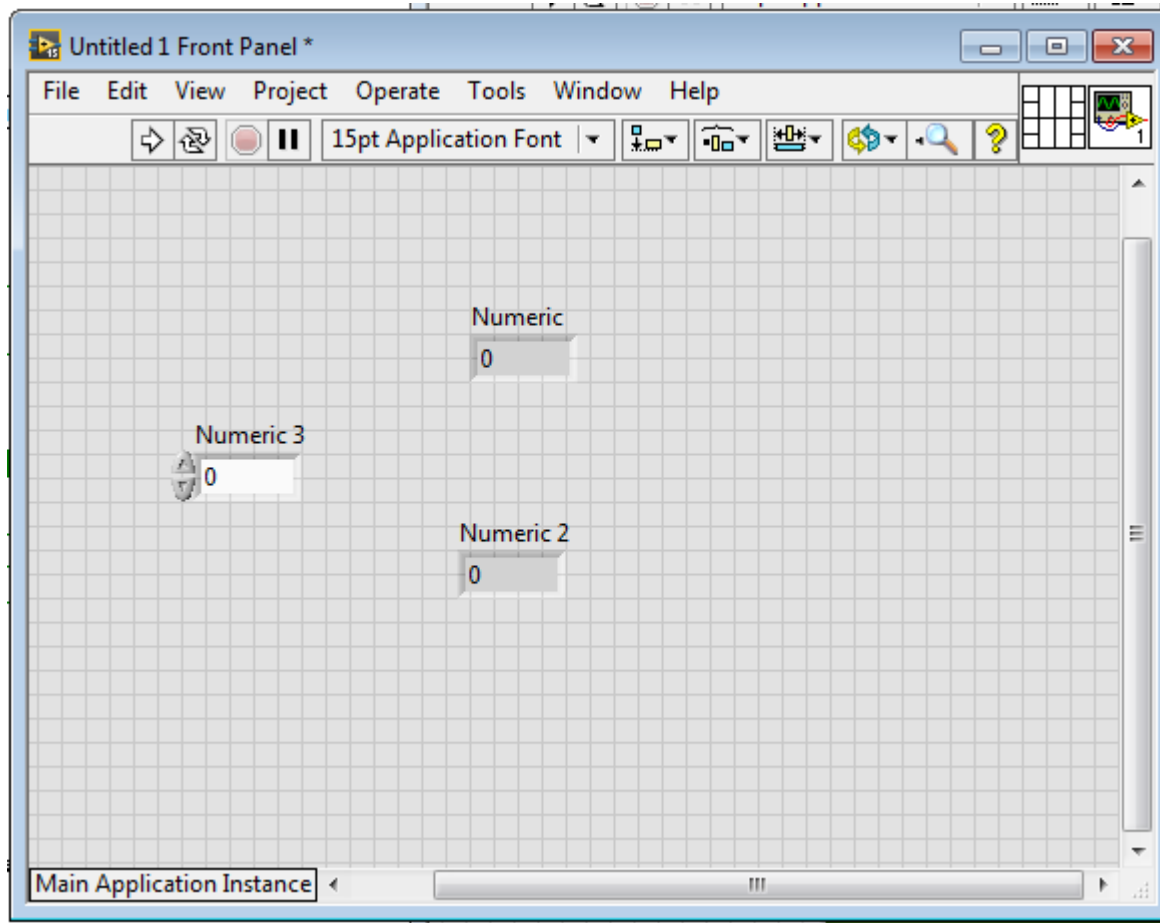 Untitled 1 Front Panel *
File Edit View Project Operate Tools Window Help
15pt Application Font
1
Numeric
0
Numeric 3
0
Numeric 2
0
Main Application Instance